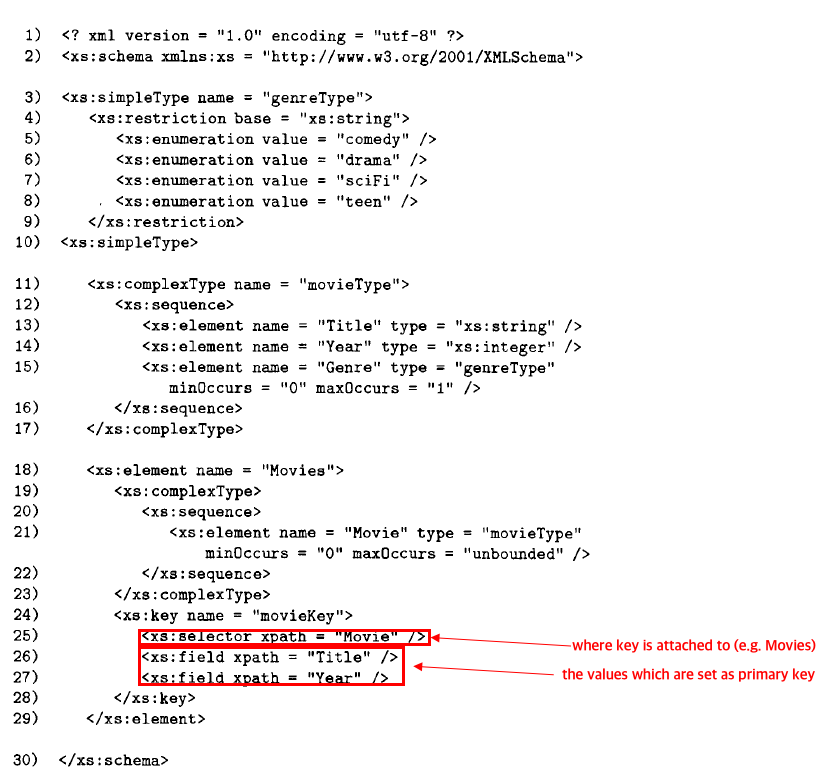 1) <? xml version = "1.0" encoding = "utf-8" ?>
2) <xs:schema xmlns:xs = "http://www.w3.org/2001/XMLSchema">
3) <xs:simpleType name = "genreType">
4) <xs:restriction base = "xs:string">
5) <xs:enumeration value = "comedy" />
6) <xs:enumeration value = "drama" />
7) <xs:enumeration value = "sciFi" />
8) <xs:enumeration value = "teen" />
9) </xs:restriction>
10) <xs:simpleType>
11) <xs:complexType name = "movieType">
12) <xs:sequence>
13) <xs:element name = "Title" type = "xs:string" />
14) <xs:element name = "Year" type = "xs:integer" />
15) <xs:element name = "Genre" type = "genreType"
minOccurs = "0" maxOccurs = "1" />
16) </xs:sequence>
17) </xs:complexType>
18) <xs:element name = "Movies">
19) <xs:complexType>
20) <xs:sequence>
21) <xs:element name = "Movie" type = "movieType"
minOccurs = "0" maxOccurs = "unbounded" />
22) </xs:sequence>
23) </xs:complexType>
24) <xs:key name = "movieKey">
25) <xs:selector xpath = "Movie" />
where key is attached to (e.g. Movies)
26) <xs:field xpath = "Title" />
the values which are set as primary key
27) <xs:field xpath = "Year" />
28) </xs:key>
29) </xs:element>
30) </xs:schema>